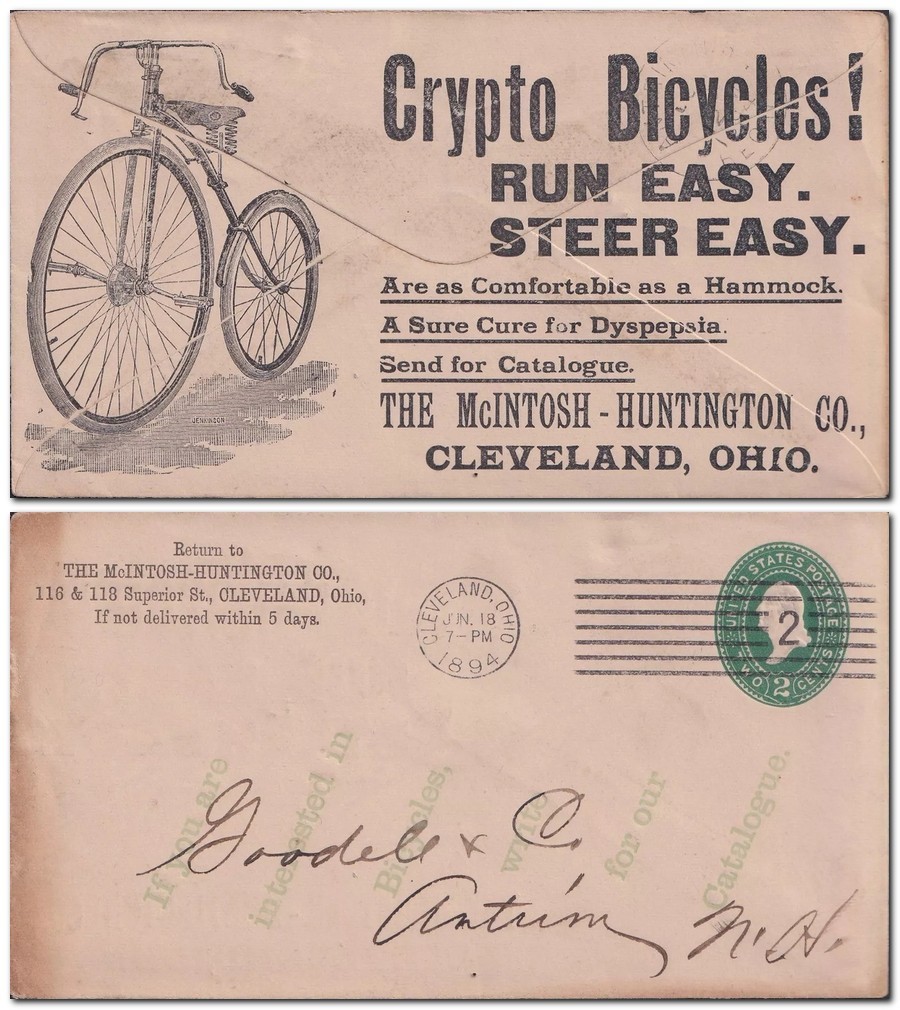 Crypto Bicycles!
RUN EASY.
STEER EASY.
Are as Comfortable as a Hammock.
A Sure Cure for Dyspepsia.
Send for Catalogue.
THE McINTOSH-HUNTINGTON CO.,
CLEVELAND, OHIO.
JENKINSON
Return to
THE McINTOSH-HUNTINGTON CO.,
116 & 118 Superior St., CLEVELAND, Ohio,
If not delivered within 5 days.
CLEVELAND, OHIO
JUN. 18
7-PM
1894
UNITED STATES POSTAGE
2
TWO 2 CENTS
If you are
interested in
Bicycles,
write
for our
Catalogue.
Goodell & Co.
Antrim
N.H.